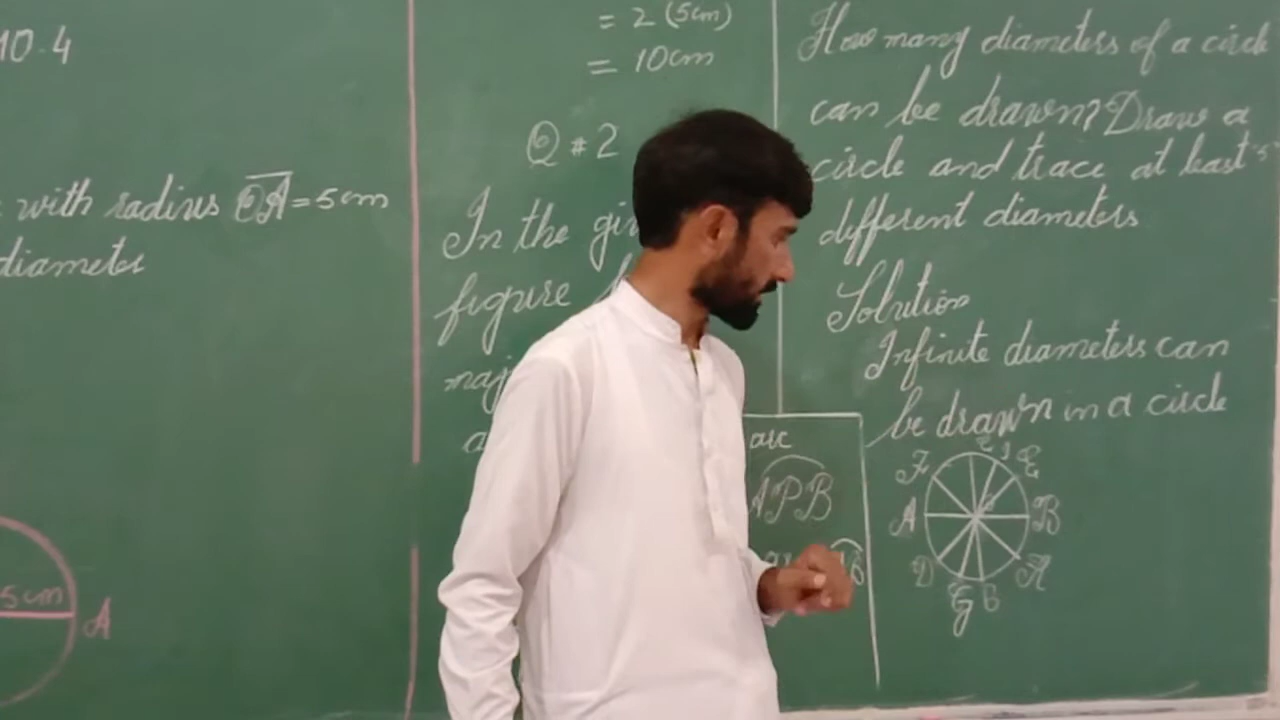 10.4
with radius OA = 5cm
diameter
5cm
A
= 2 (5cm)
= 10cm
Q # 2
In the giv
figure
maj
a
arc
APB
How many diameters of a circle
can be drawn? Draw a
circle and trace at least 5
different diameters
Solution
Infinite diameters can
be drawn in a circle
F
E
A
B
D
H
G